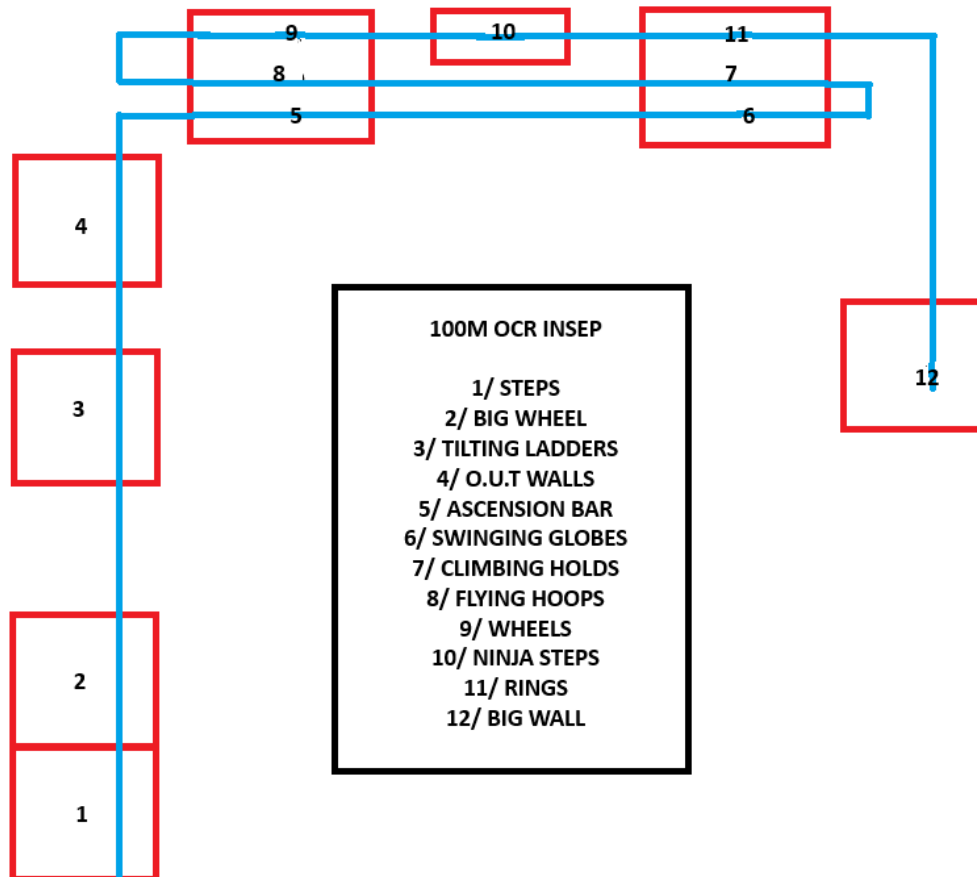 9
10
11
8
7
5
6
4
3
12
2
1
100M OCR INSEP
1/ STEPS
2/ BIG WHEEL
3/ TILTING LADDERS
4/ O.U.T WALLS
5/ ASCENSION BAR
6/ SWINGING GLOBES
7/ CLIMBING HOLDS
8/ FLYING HOOPS
9/ WHEELS
10/ NINJA STEPS
11/ RINGS
12/ BIG WALL